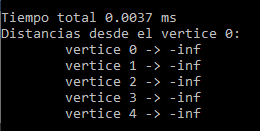 Tiempo total 0.0037 ms
Distancias desde el vertice 0:
vertice 0 -> -inf
vertice 1 -> -inf
vertice 2 -> -inf
vertice 3 -> -inf
vertice 4 -> -inf